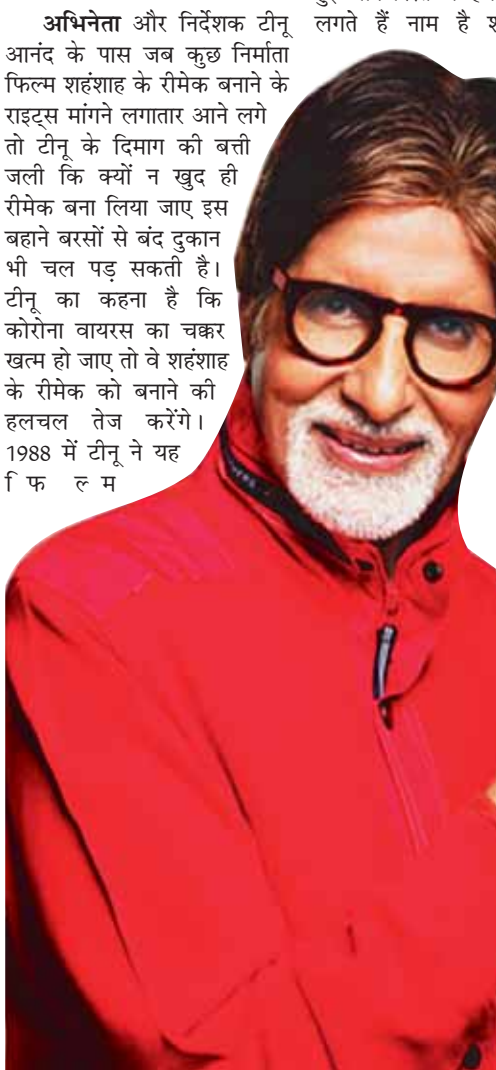 अभिनेता और निर्देशक टीनू
आनंद के पास जब कुछ निर्माता
फिल्म शहंशाह के रीमेक बनाने के
राइट्स मांगने लगातार आने लगे
तो टीनू के दिमाग की बत्ती
जली कि क्यों न खुद ही
रीमेक बना लिया जाए इस
बहाने बरसों से बंद दुकान
भी चल पड़ सकती है।
टीनू का कहना है कि
कोरोना वायरस का चक्कर
खत्म हो जाए तो वे शहंशाह
के रीमेक को बनाने की
हलचल तेज करेंगे।
1988 में टीनू ने यह
फिल्म
लगते हैं नाम है